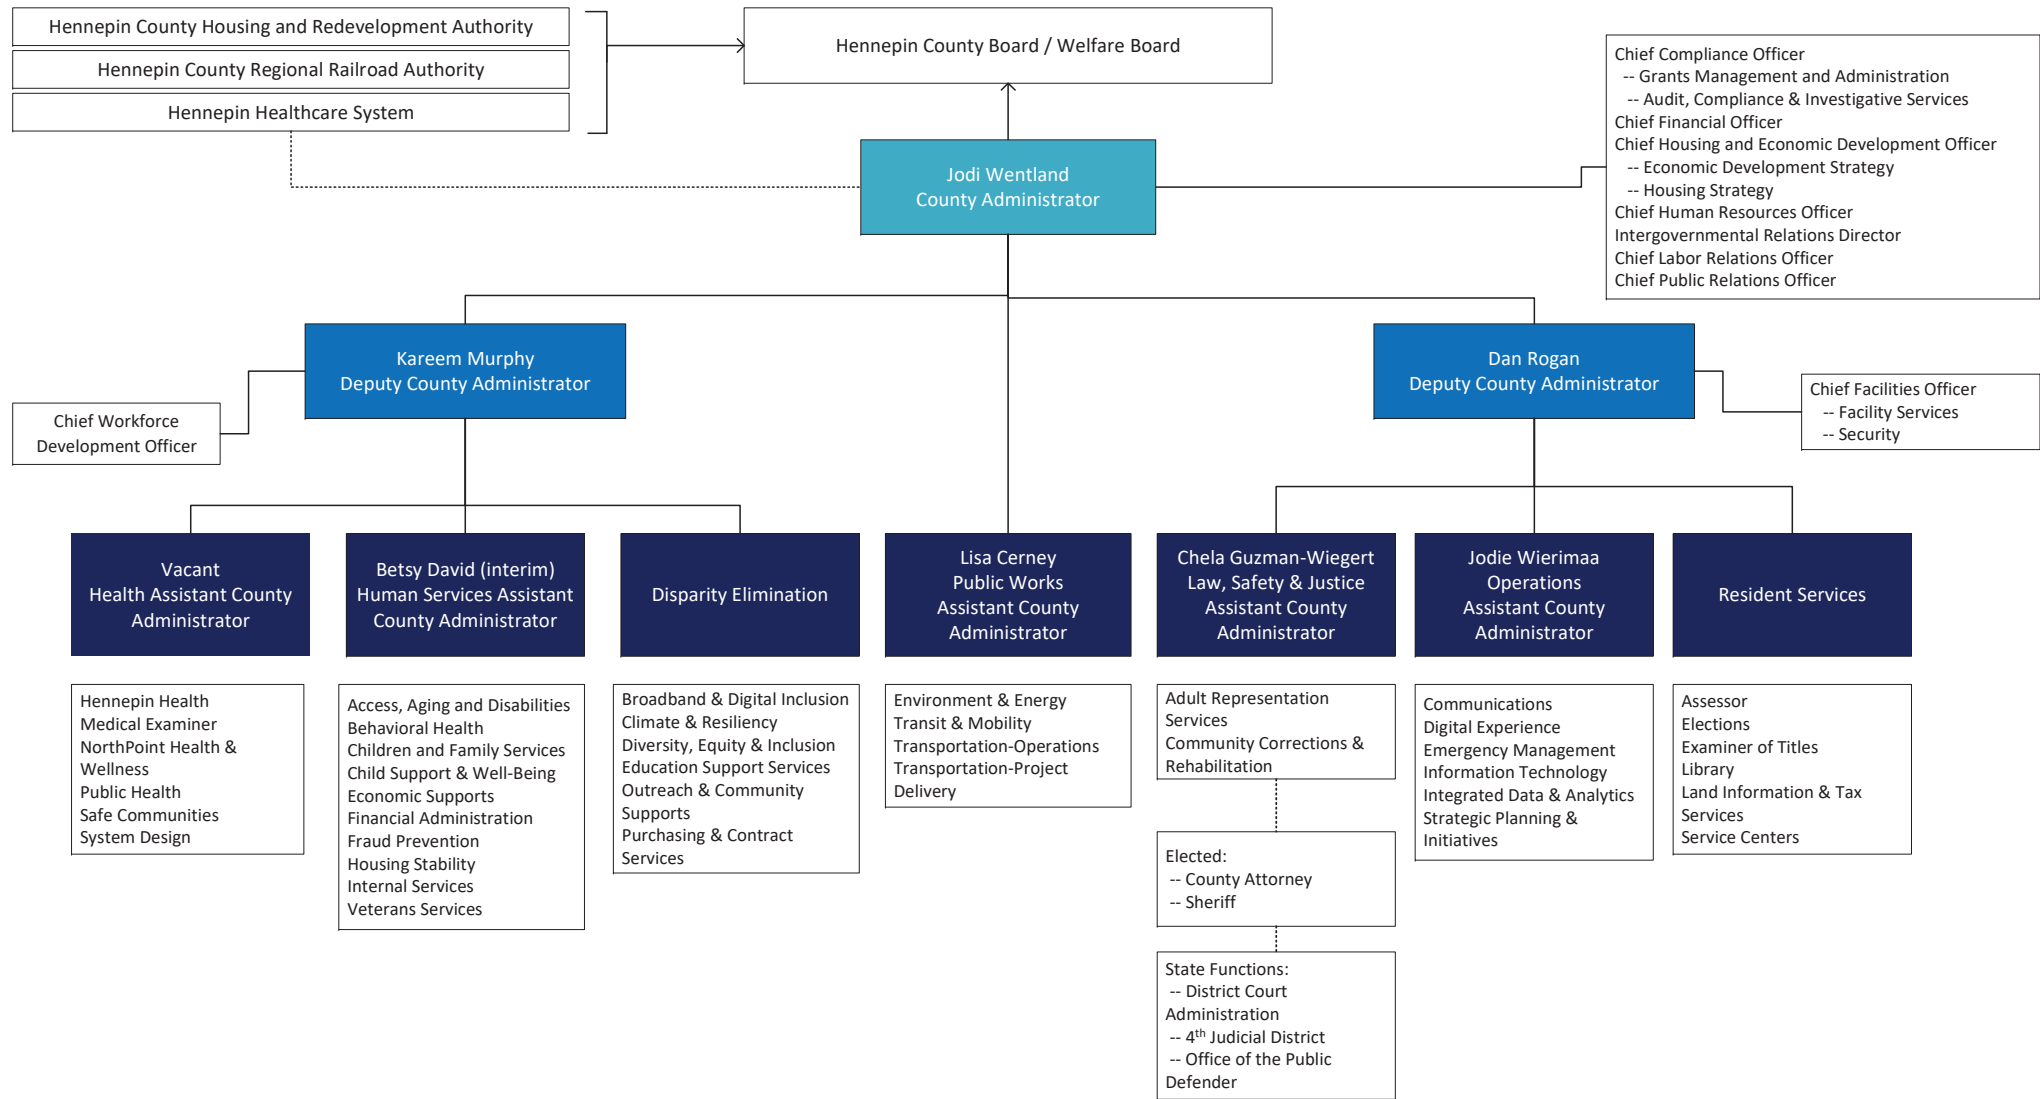 Hennepin County Housing and Redevelopment Authority
Hennepin County Regional Railroad Authority
Hennepin Healthcare System
Hennepin County Board / Welfare Board
Jodi Wentland
County Administrator
Chief Compliance Officer
-- Grants Management and Administration
-- Audit, Compliance & Investigative Services
Chief Financial Officer
Chief Housing and Economic Development Officer
-- Economic Development Strategy
-- Housing Strategy
Chief Human Resources Officer
Intergovernmental Relations Director
Chief Labor Relations Officer
Chief Public Relations Officer
Kareem Murphy
Deputy County Administrator
Chief Workforce
Development Officer
Dan Rogan
Deputy County Administrator
Chief Facilities Officer
-- Facility Services
-- Security
Vacant
Health Assistant County
Administrator
Betsy David (interim)
Human Services Assistant
County Administrator
Disparity Elimination
Lisa Cerney
Public Works
Assistant County
Administrator
Chela Guzman-Wiegert
Law, Safety & Justice
Assistant County
Administrator
Jodie Wierimaa
Operations
Assistant County
Administrator
Resident Services
Hennepin Health
Medical Examiner
NorthPoint Health &
Wellness
Public Health
Safe Communities
System Design
Access, Aging and Disabilities
Behavioral Health
Children and Family Services
Child Support & Well-Being
Economic Supports
Financial Administration
Fraud Prevention
Housing Stability
Internal Services
Veterans Services
Broadband & Digital Inclusion
Climate & Resiliency
Diversity, Equity & Inclusion
Education Support Services
Outreach & Community
Supports
Purchasing & Contract
Services
Environment & Energy
Transit & Mobility
Transportation-Operations
Transportation-Project
Delivery
Adult Representation
Services
Community Corrections &
Rehabilitation
Elected:
-- County Attorney
-- Sheriff
State Functions:
-- District Court
Administration
-- 4th Judicial District
-- Office of the Public
Defender
Communications
Digital Experience
Emergency Management
Information Technology
Integrated Data & Analytics
Strategic Planning &
Initiatives
Assessor
Elections
Examiner of Titles
Library
Land Information & Tax
Services
Service Centers